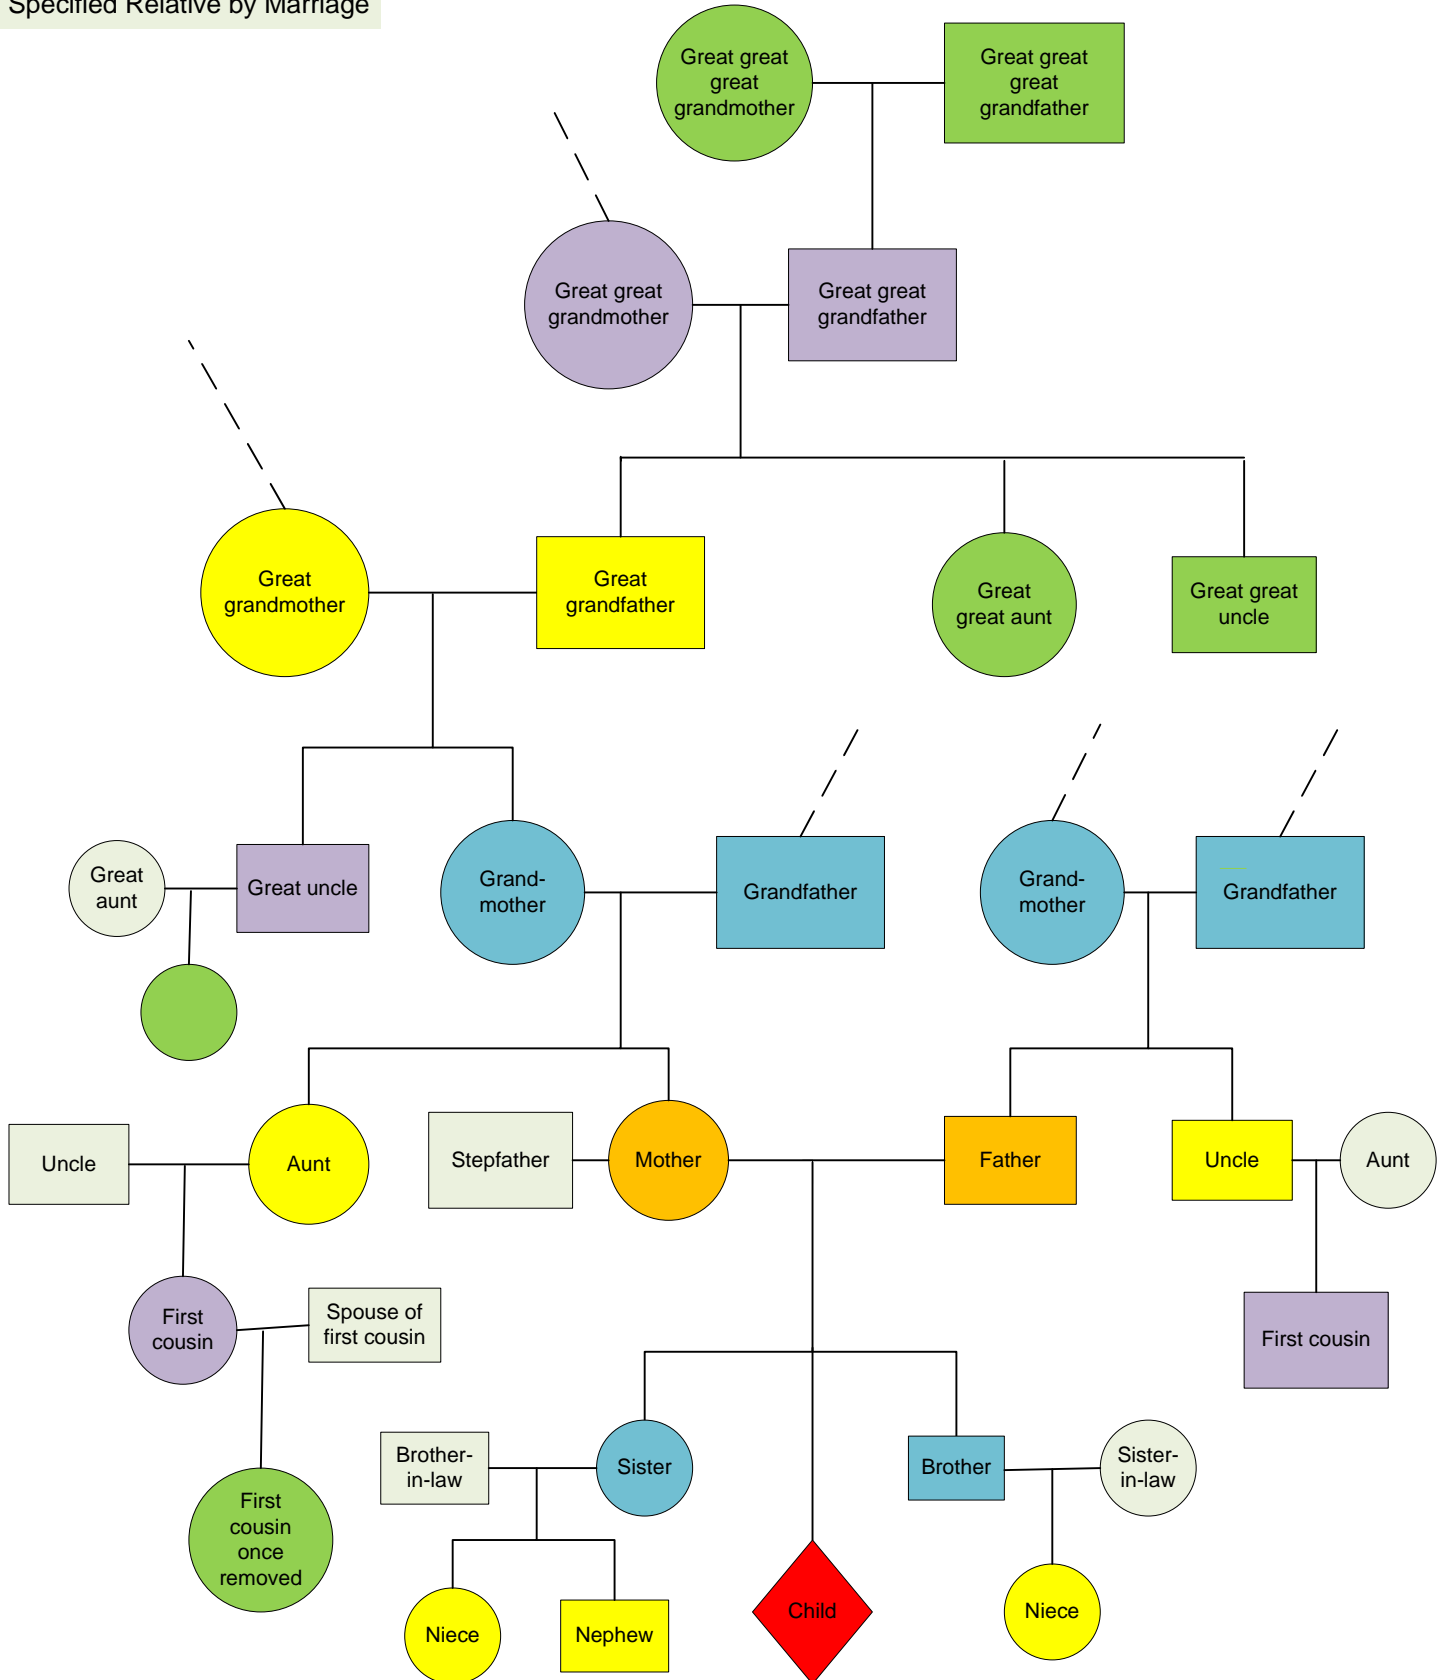 Specified Relative by Marriage
Great great
great
grandmother
Great great
great
grandfather
Great great
grandmother
Great great
grandfather
Great
grandmother
Great
grandfather
Great
great aunt
Great great
uncle
Great
aunt
Great uncle
Grand-
mother
Grandfather
Grand-
mother
Grandfather
Uncle
Aunt
Stepfather
Mother
Father
Uncle
Aunt
First
cousin
Spouse of
first cousin
First cousin
Brother-
in-law
Sister
Brother
Sister-
in-law
First
cousin
once
removed
Niece
Nephew
Child
Niece